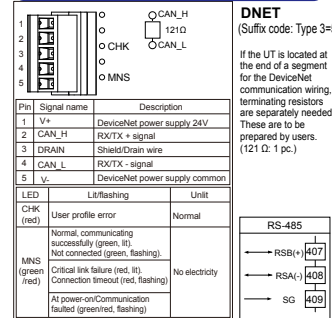 1
2
3
4
5
CHK
MNS
CAN_H
121Ω
CAN_L
Pin Signal name Description
1 V+ DeviceNet power supply 24V
2 CAN_H RX/TX + signal
3 DRAIN Shield/Drain wire
4 CAN_L RX/TX - signal
5 V- DeviceNet power supply common
LED Lit/flashing Unlit
CHK (red) User profile error Normal
MNS (green /red)
Normal, communicating
successfully (green, lit).
Not connected (green, flashing).
Critical link failure (red, lit).
Connection timeout (red, flashing)
At power-on/Communication
faulted (green/red, flashing)
No electricity
DNET
(Suffix code: Type 3=
If the UT is located at
the end of a segment
for the DeviceNet
communication wiring,
terminating resistors
are separately needed
These are to be
prepared by users.
(121 Ω: 1 pc.)
RS-485
RSB(+) 407
RSA(-) 408
SG 409